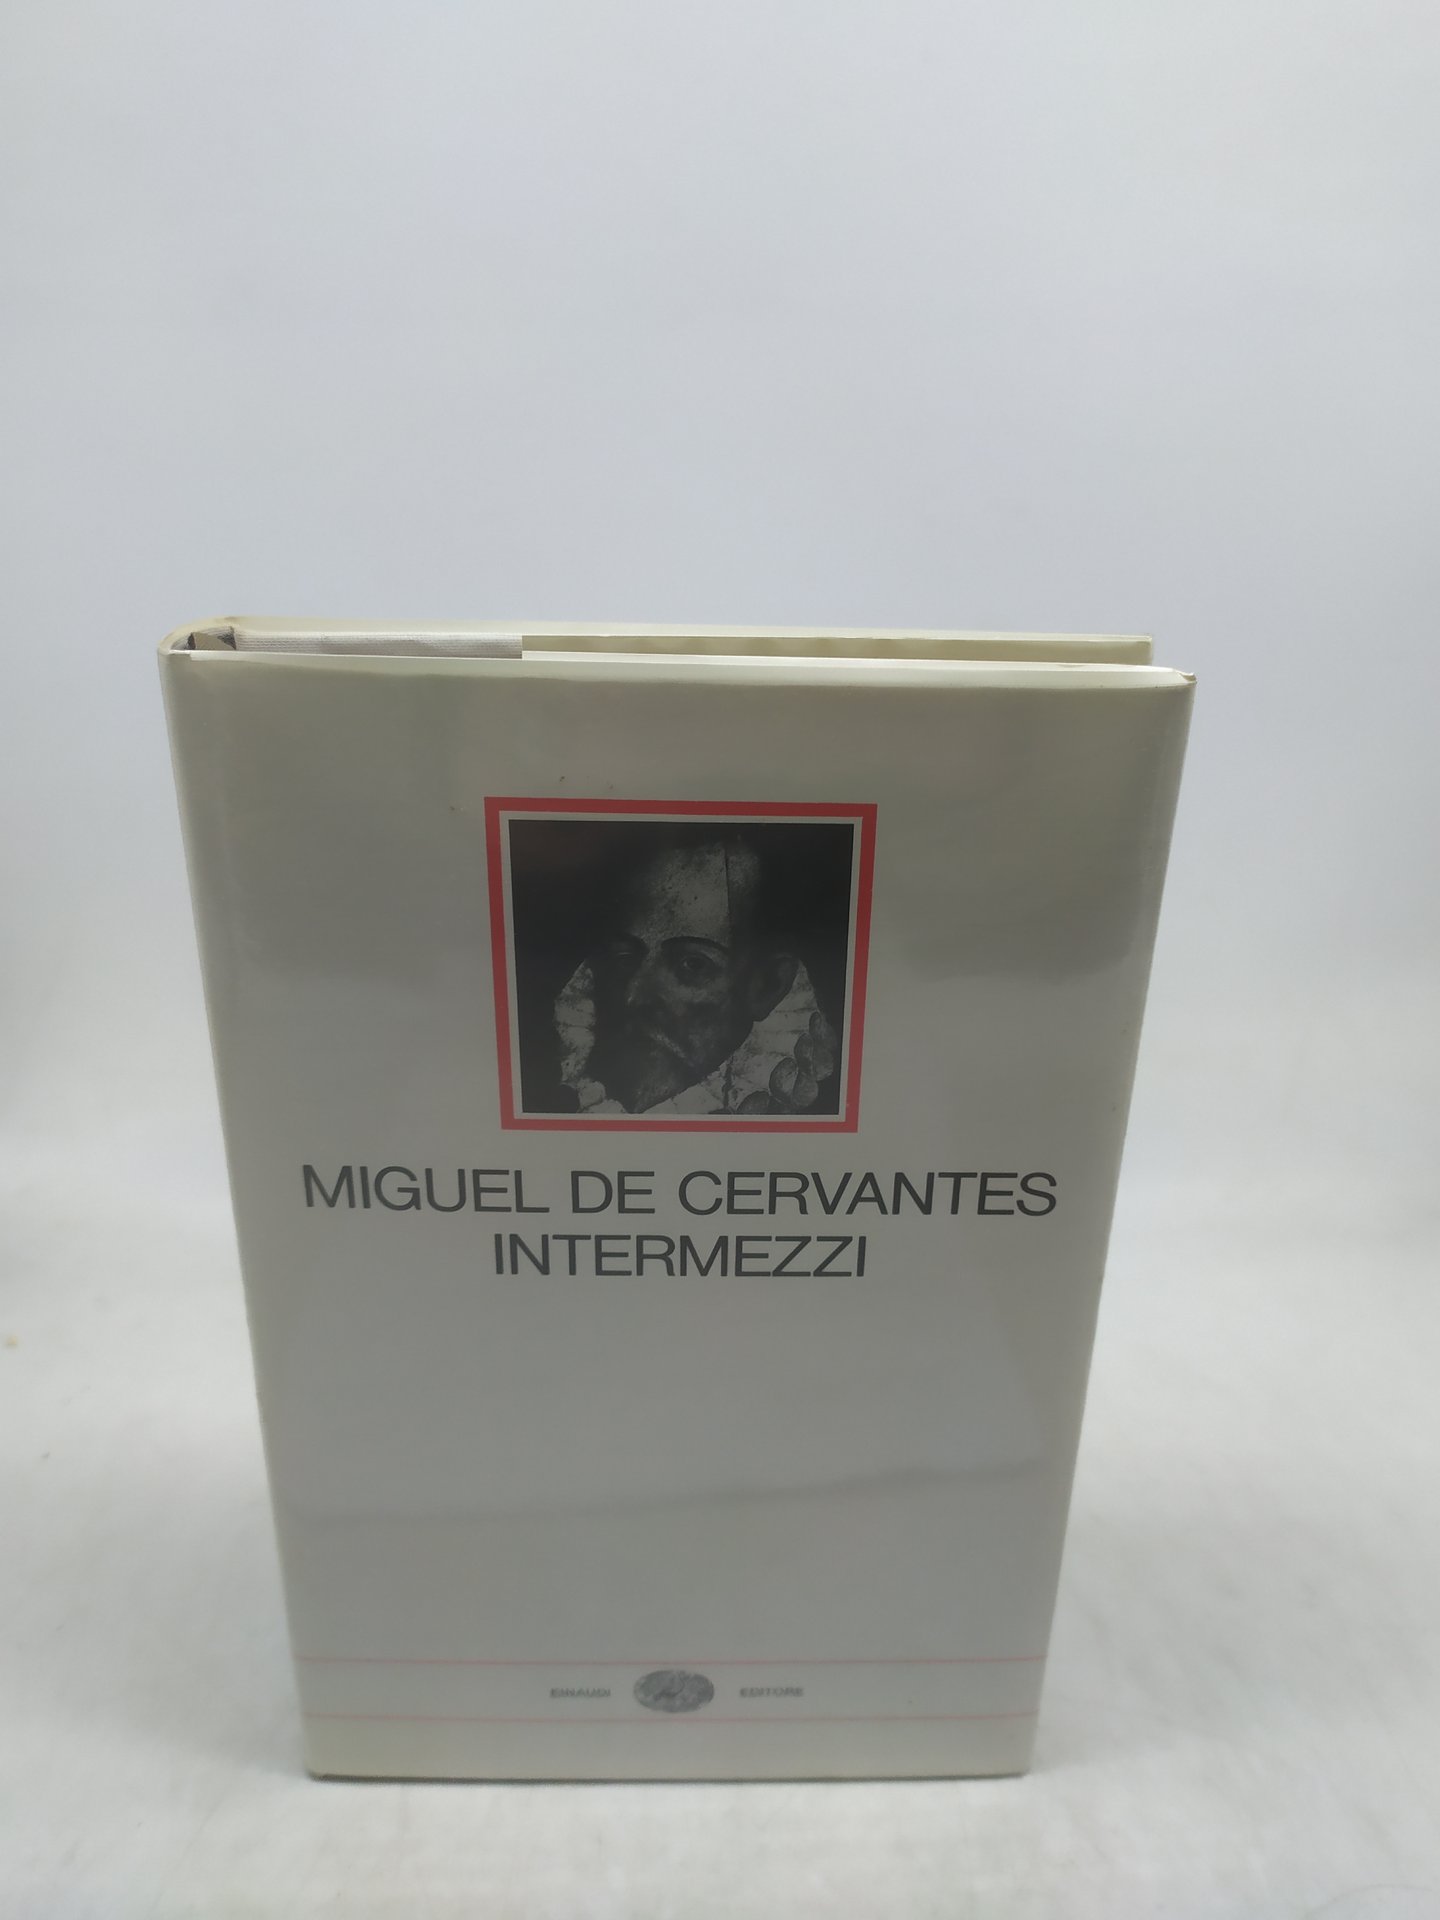 MIGUEL DE CERVANTES
INTERMEZZI
EINAUDI EDITORE